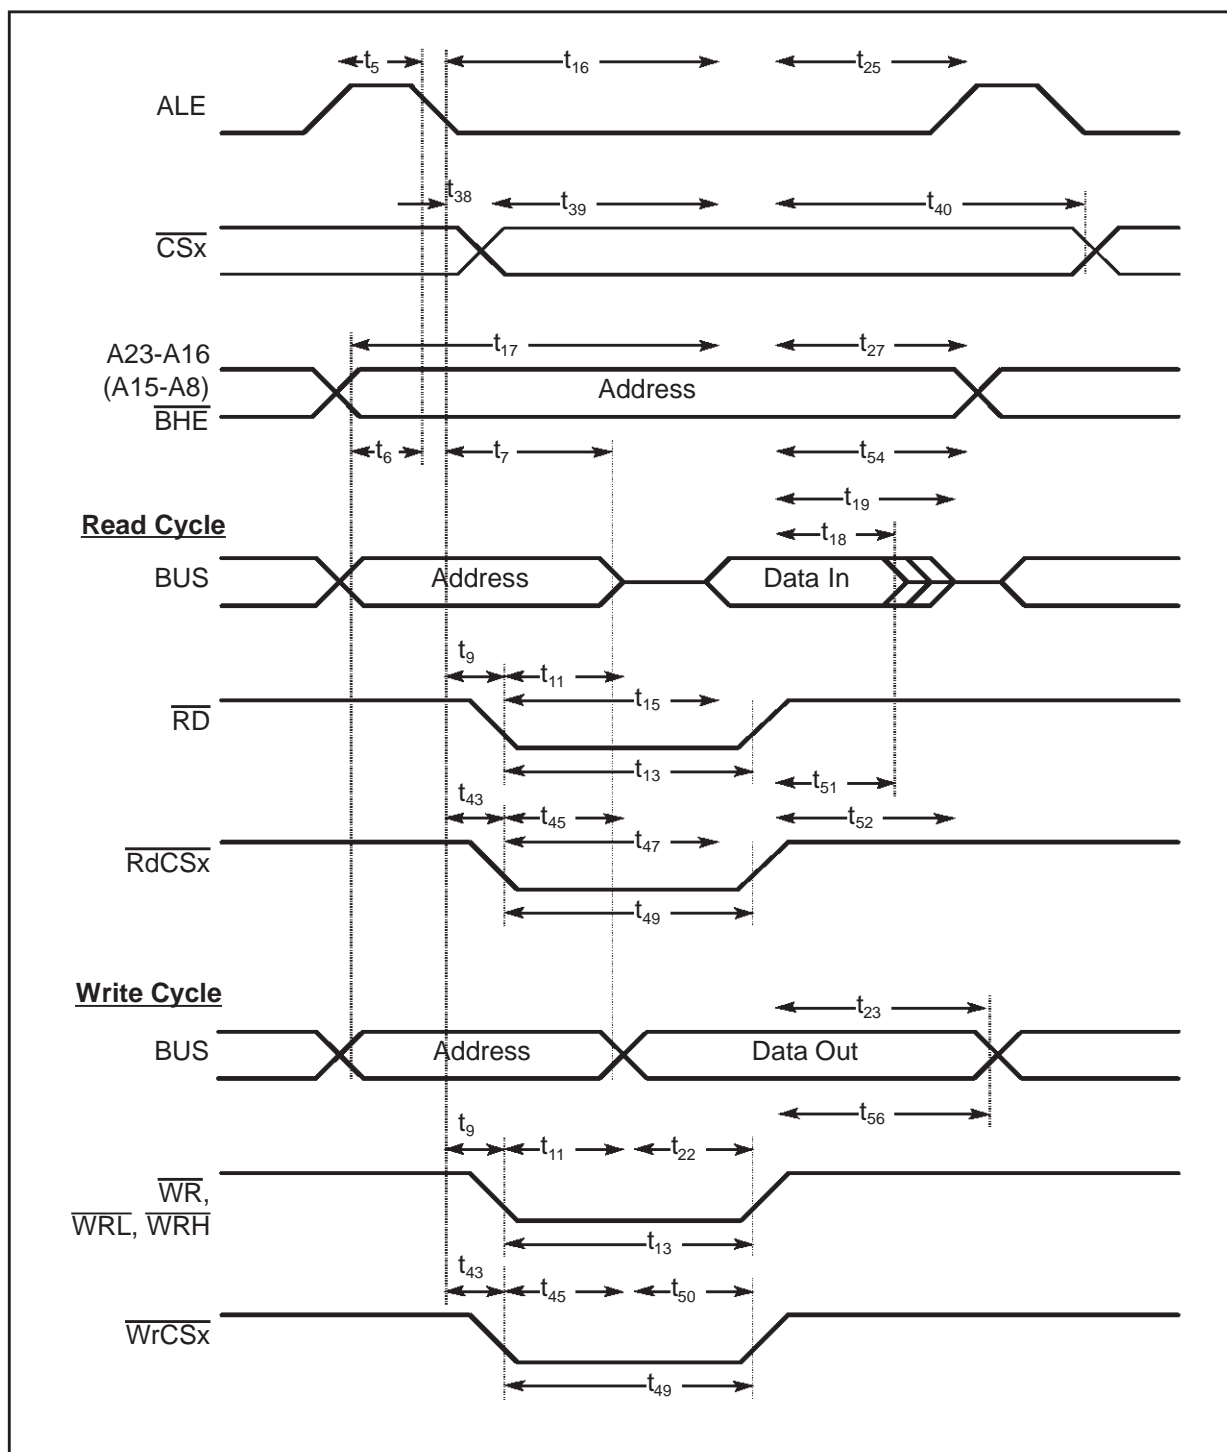 t5 t16 t25
ALE
t38 t39 t40
CSx
t17 t27
A23-A16
(A15-A8)
BHE
Address
t6 t7 t54
t19
Read Cycle
t18
BUS Address Data In
t9 t11
t15
RD
t13 t51
t43 t45 t52
t47
RdCSx
t49
Write Cycle
t23
BUS Address Data Out
t56
t9 t11 t22
WR,
WRL, WRH
t13
t43 t45 t50
WrCSx
t49